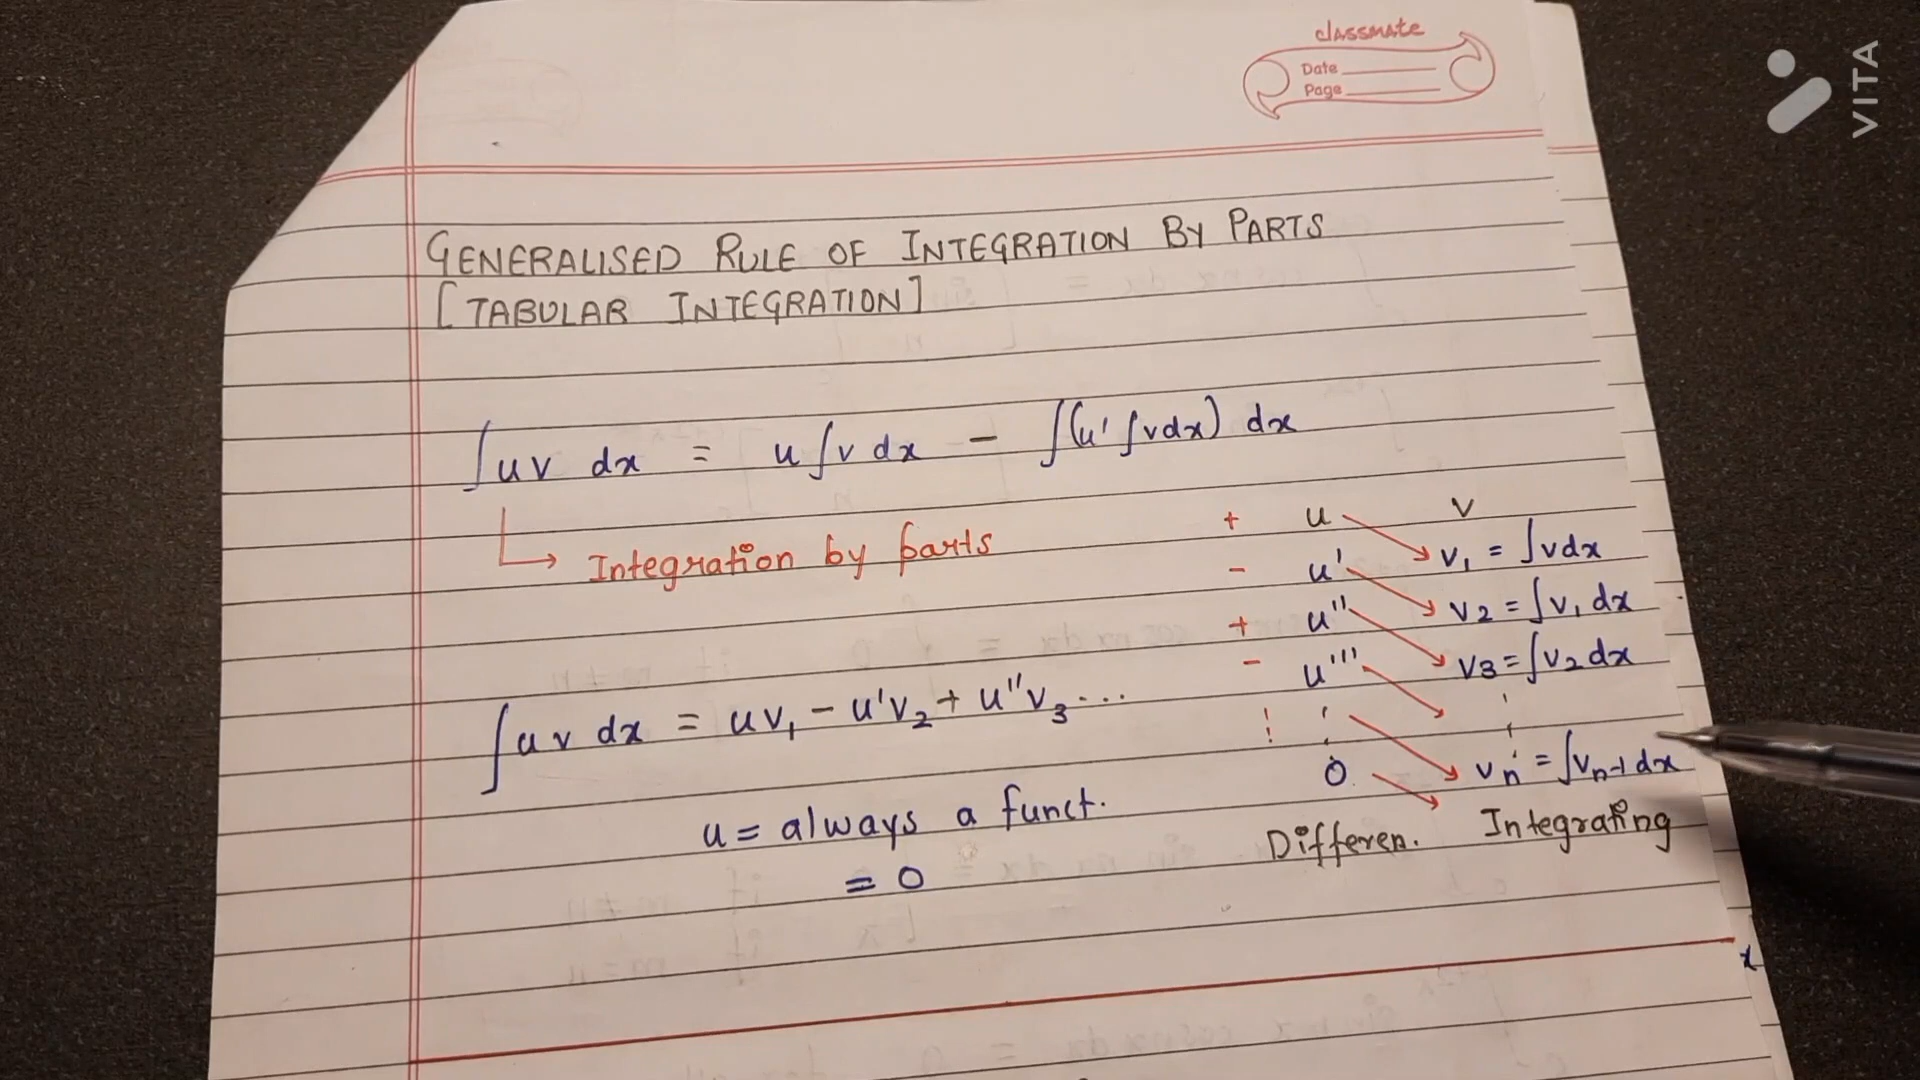 classmate
Date
Page
VITA
GENERALISED RULE OF INTEGRATION BY PARTS
[TABULAR INTEGRATION]
∫uv dx = u∫v dx - ∫(u'∫vdx) dx
↳ Integration by parts
+ u v
- u' v₁ = ∫vdx
+ u'' v₂ = ∫v₁ dx
- u''' v₃ = ∫v₂ dx
0 vₙ = ∫vₙ₋₁ dx
Differen. Integrating
∫uv dx = uv₁ - u'v₂ + u''v₃ ...
u = always a funct.
= 0
x